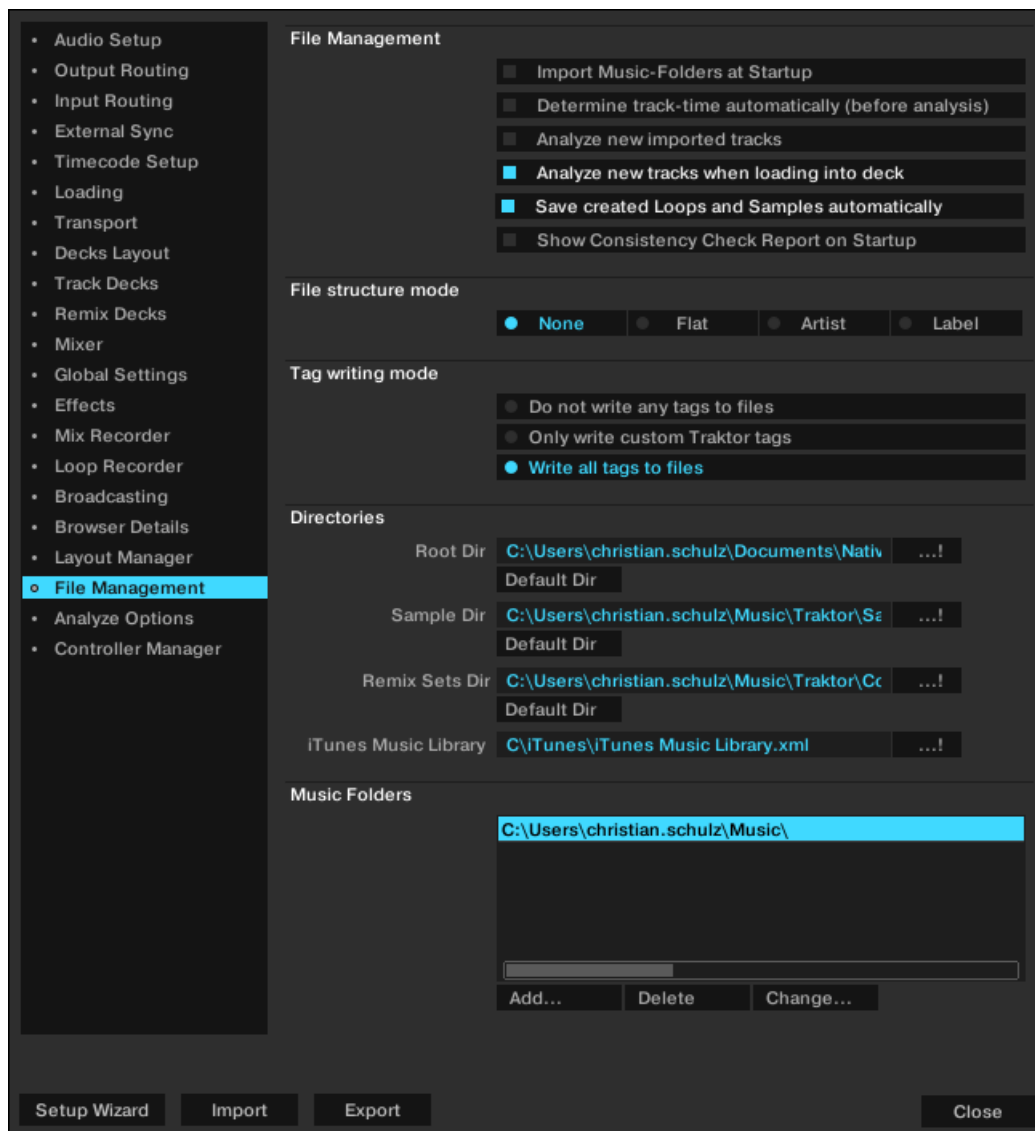 Audio Setup
Output Routing
Input Routing
External Sync
Timecode Setup
Loading
Transport
Decks Layout
Track Decks
Remix Decks
Mixer
Global Settings
Effects
Mix Recorder
Loop Recorder
Broadcasting
Browser Details
Layout Manager
File Management
Analyze Options
Controller Manager
File Management
Import Music-Folders at Startup
Determine track-time automatically (before analysis)
Analyze new imported tracks
Analyze new tracks when loading into deck
Save created Loops and Samples automatically
Show Consistency Check Report on Startup
File structure mode
None Flat Artist Label
Tag writing mode
Do not write any tags to files
Only write custom Traktor tags
Write all tags to files
Directories
Root Dir C:\Users\christian.schulz\Documents\Nativ ...!
Default Dir
Sample Dir C:\Users\christian.schulz\Music\Traktor\Sa ...!
Default Dir
Remix Sets Dir C:\Users\christian.schulz\Music\Traktor\Co ...!
Default Dir
iTunes Music Library C\iTunes\iTunes Music Library.xml ...!
Music Folders
C:\Users\christian.schulz\Music\
Add... Delete Change...
Setup Wizard Import Export Close